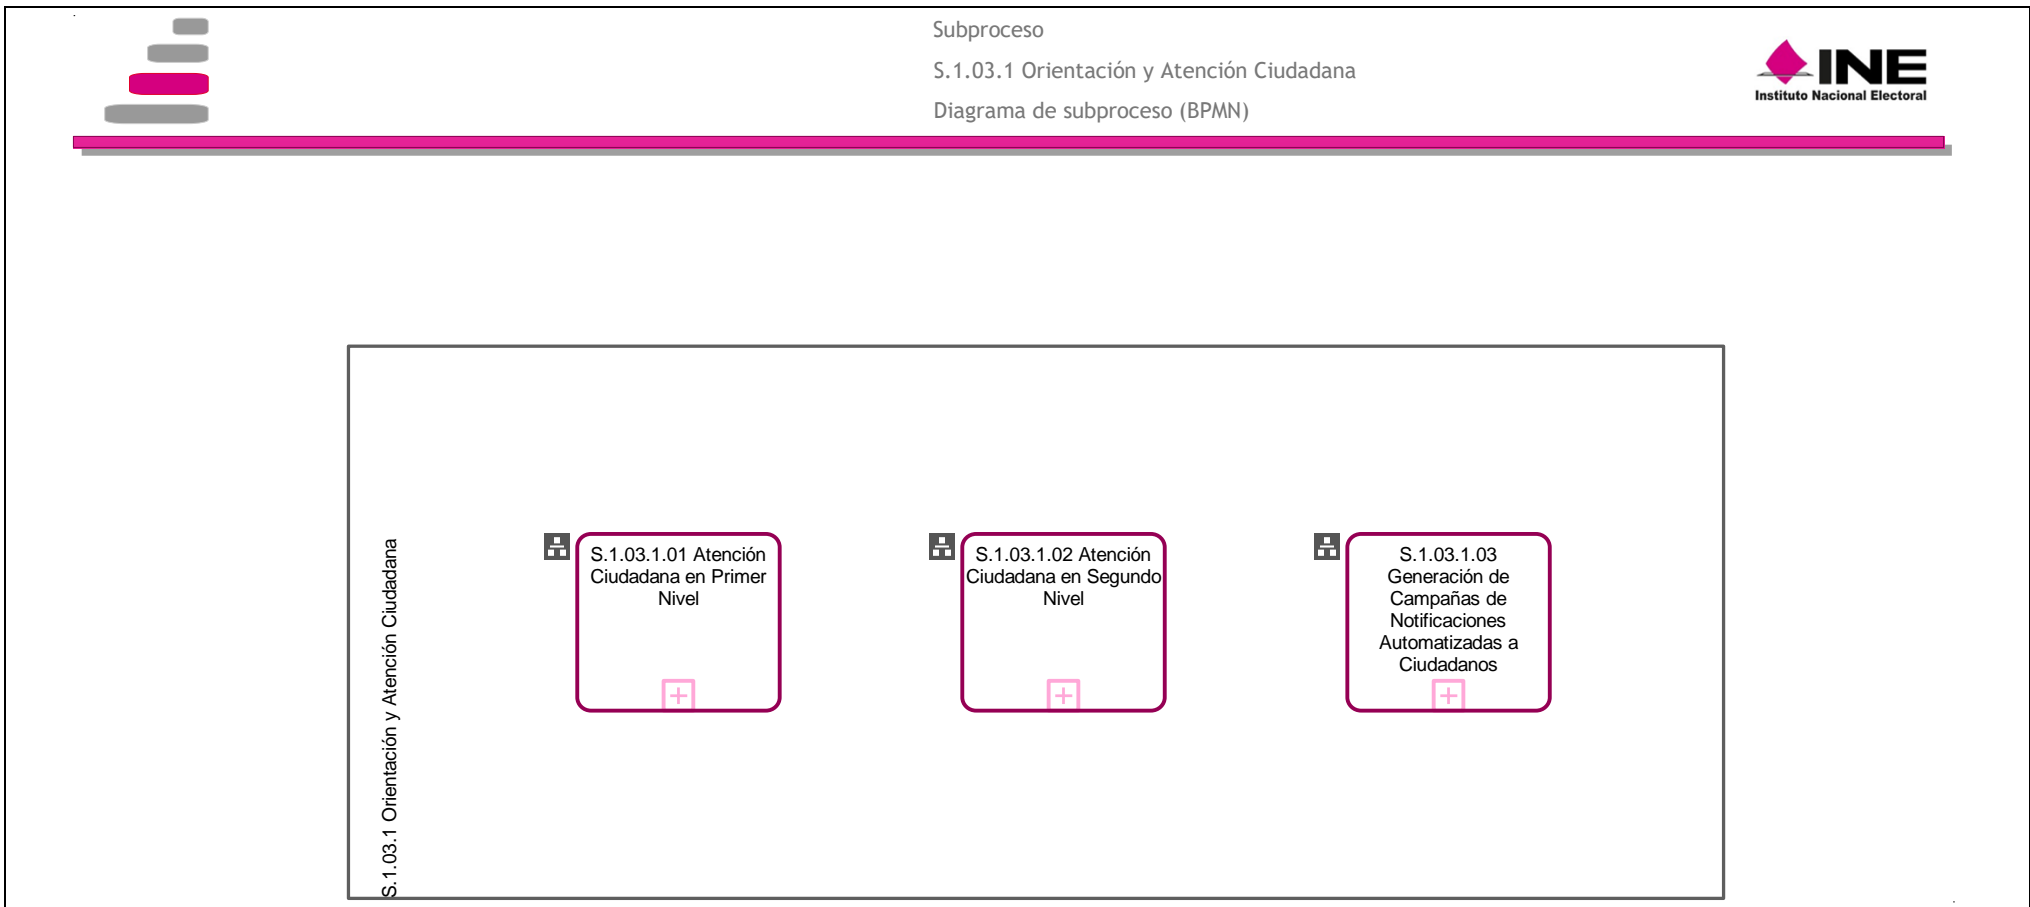 Subproceso
S.1.03.1 Orientación y Atención Ciudadana
Diagrama de subproceso (BPMN)
INE
Instituto Nacional Electoral
S.1.03.1 Orientación y Atención Ciudadana
S.1.03.1.01 Atención
Ciudadana en Primer
Nivel
S.1.03.1.02 Atención
Ciudadana en Segundo
Nivel
S.1.03.1.03
Generación de
Campañas de
Notificaciones
Automatizadas a
Ciudadanos